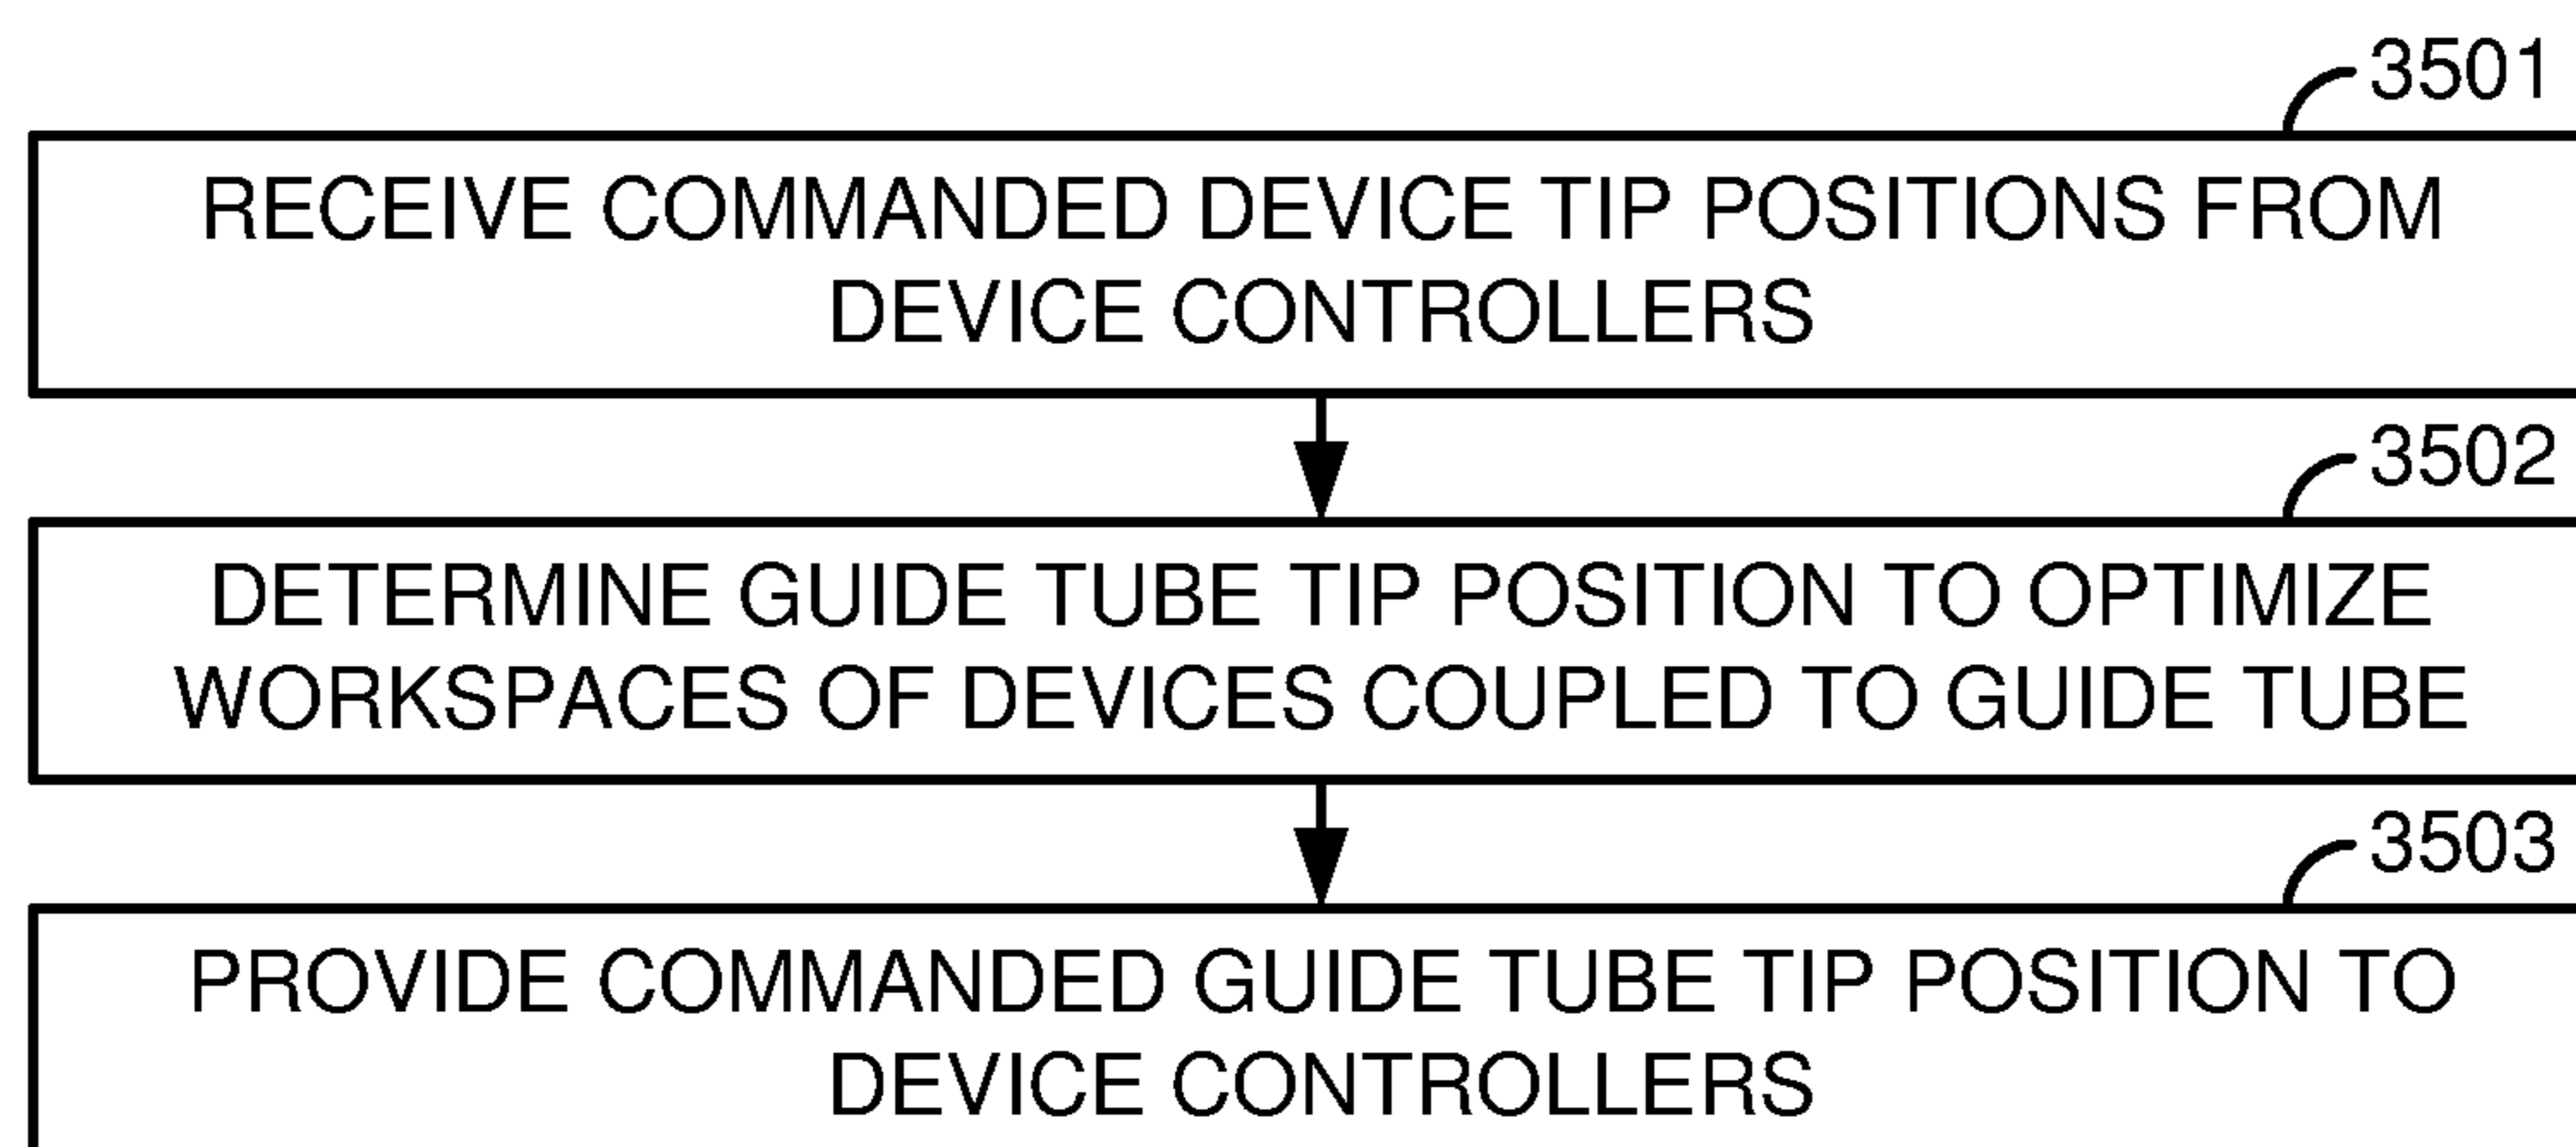 3501
RECEIVE COMMANDED DEVICE TIP POSITIONS FROM
DEVICE CONTROLLERS
3502
DETERMINE GUIDE TUBE TIP POSITION TO OPTIMIZE
WORKSPACES OF DEVICES COUPLED TO GUIDE TUBE
3503
PROVIDE COMMANDED GUIDE TUBE TIP POSITION TO
DEVICE CONTROLLERS